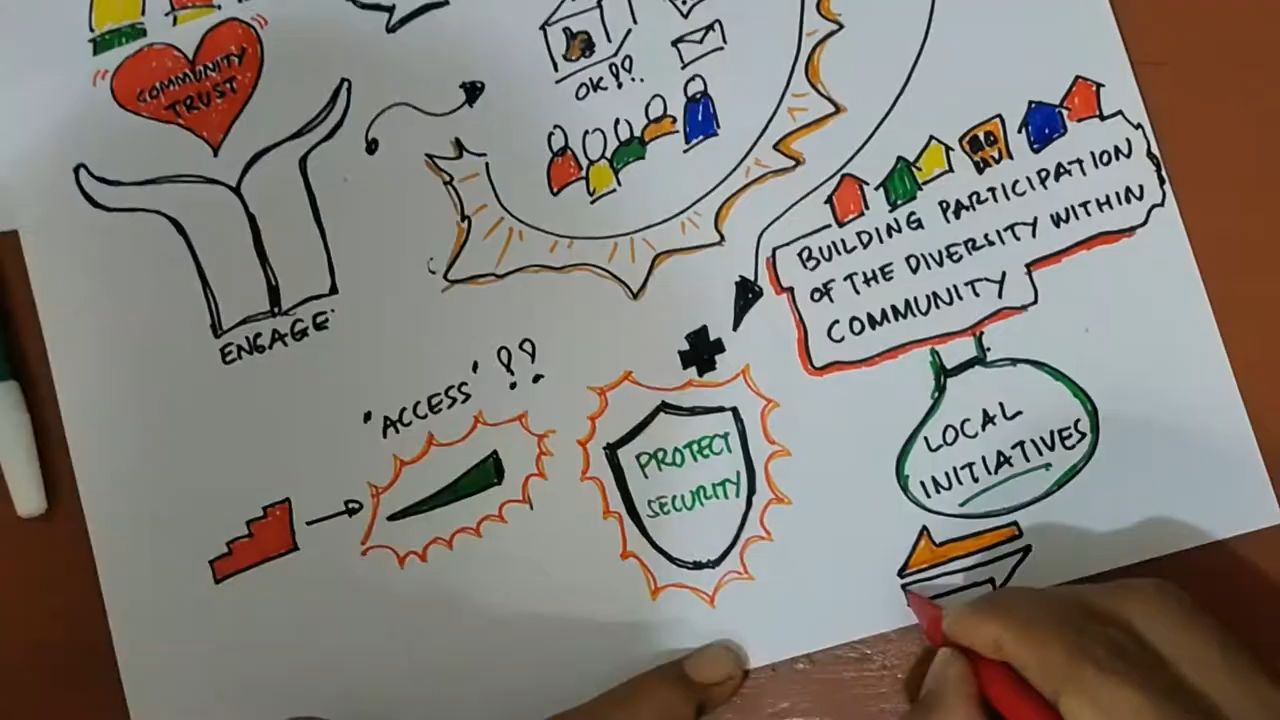 COMMUNITY
TRUST
OK??
ENGAGE
"ACCESS"??
PROTECT
SECURITY
BUILDING PARTICIPATION
OF THE DIVERSITY WITHIN
COMMUNITY
LOCAL
INITIATIVES